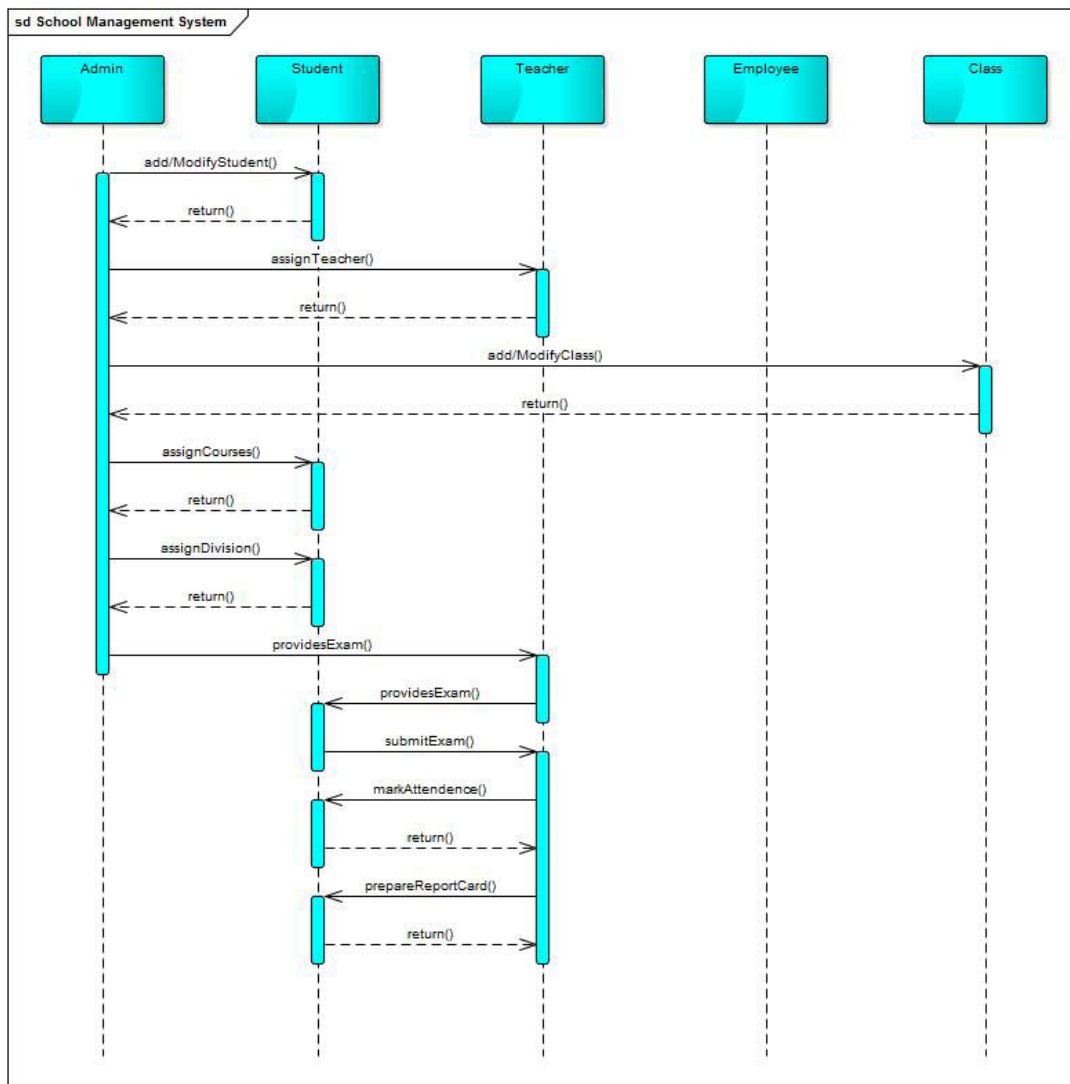 sd School Management System
Admin
Student
Teacher
Employee
Class
add/ModifyStudent()
return()
assignTeacher()
return()
add/ModifyClass()
return()
assignCourses()
return()
assignDivision()
return()
providesExam()
providesExam()
submitExam()
markAttendence()
return()
prepareReportCard()
return()